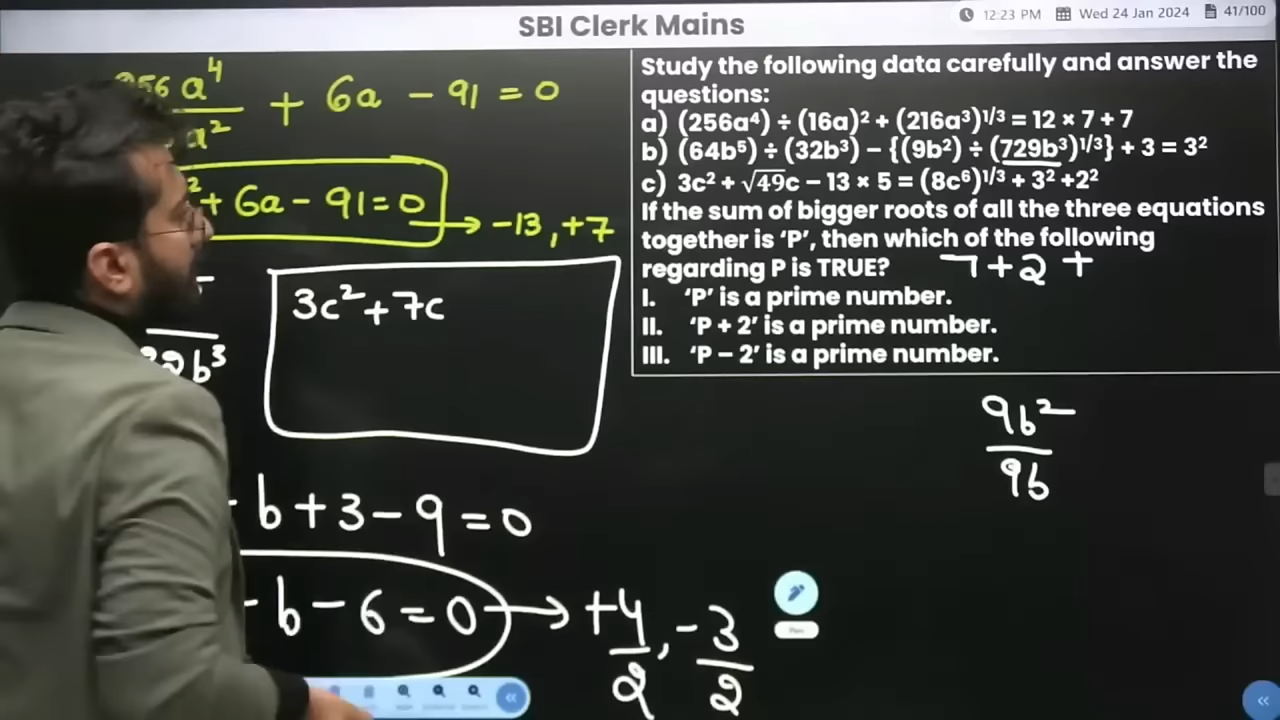 SBI Clerk Mains
12:23 PM Wed 24 Jan 2024 41/100
56a⁴/a² + 6a - 91 = 0
² + 6a - 91 = 0 → -13, +7
32b³
3c² + 7c
- b + 3 - 9 = 0
- b - 6 = 0 → +4/2, -3/2
Study the following data carefully and answer the
questions:
a) (256a⁴) ÷ (16a)² + (216a³)¹/³ = 12 × 7 + 7
b) (64b⁵) ÷ (32b³) – {(9b²) ÷ (729b³)¹/³} + 3 = 3²
c) 3c² + √49c – 13 × 5 = (8c⁶)¹/³ + 3² +2²
If the sum of bigger roots of all the three equations
together is ‘P’, then which of the following
regarding P is TRUE? 7+2+
I. ‘P’ is a prime number.
II. ‘P + 2’ is a prime number.
III. ‘P – 2’ is a prime number.
9b²/9b